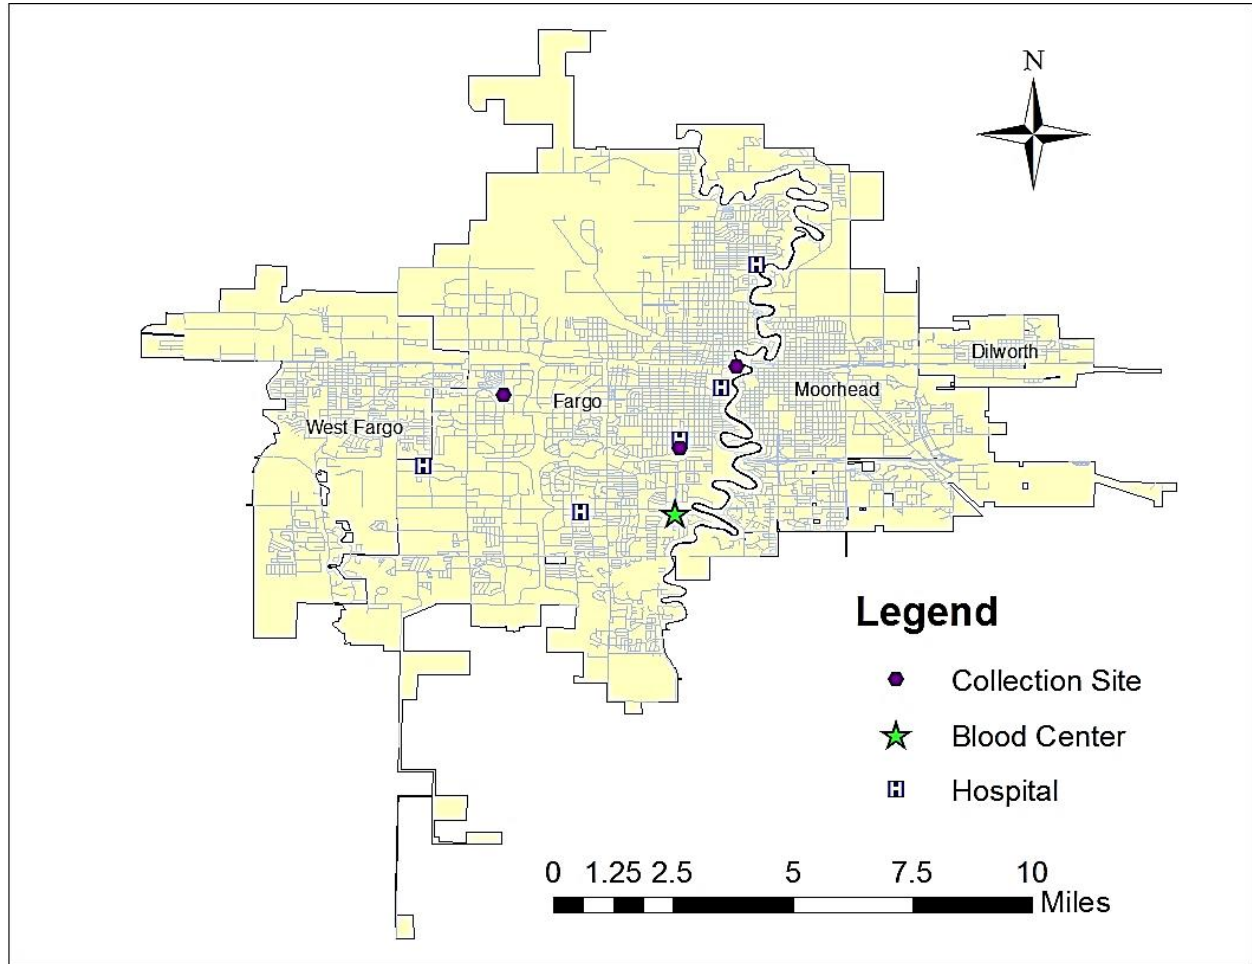 N
Dilworth
Moorhead
Fargo
West Fargo
H
H
H
H
H
Legend
Collection Site
Blood Center
H Hospital
0 1.25 2.5 5 7.5 10
Miles